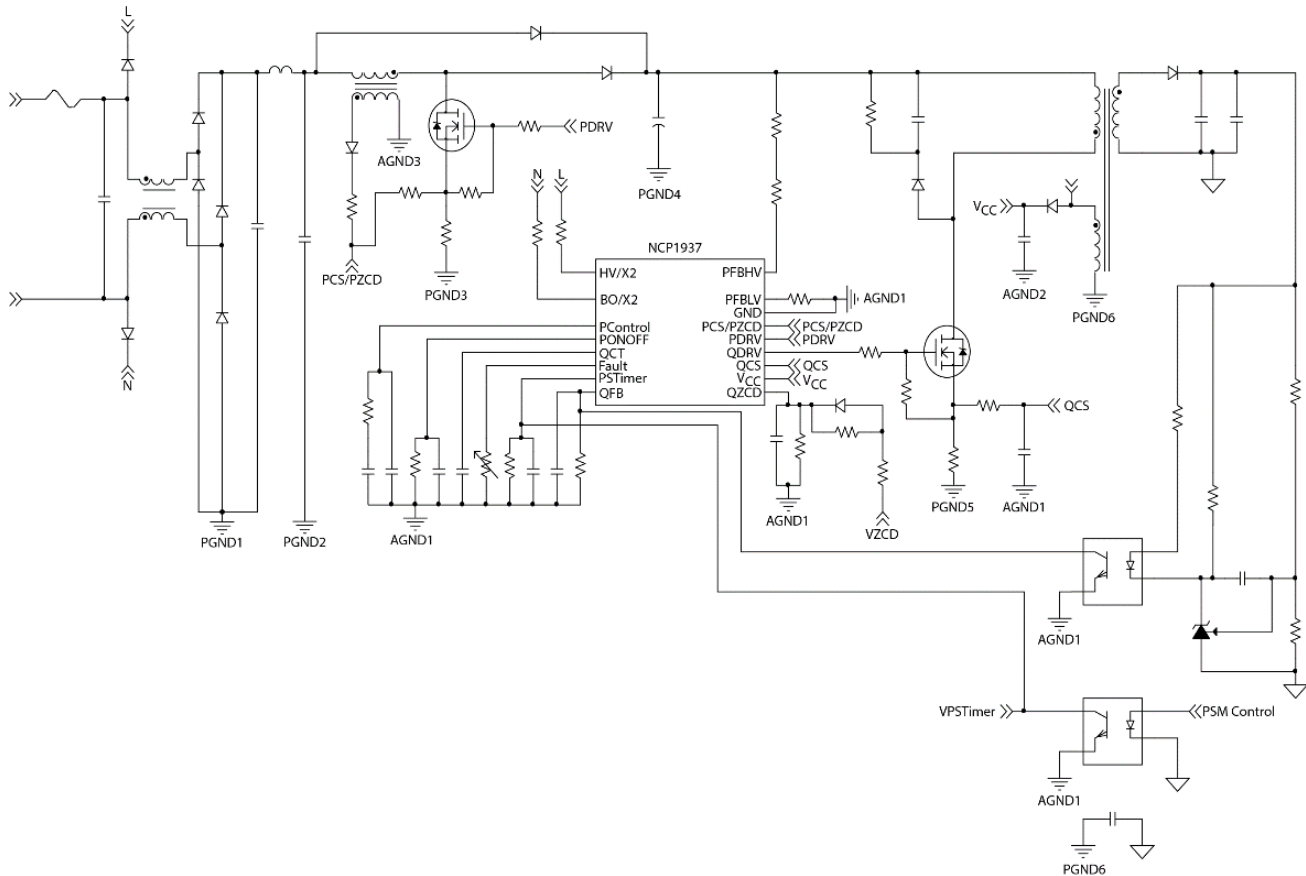 L
PDRV
AGND3
N
L
PGND4
VCC
NCP1937
PCS/PZCD
HV/X2
PFBHV
AGND2
PGND3
BO/X2
PFBLV
AGND1
GND
PGND6
PControl
PCS/PZCD
PCS/PZCD
PONOFF
PDRV
PDRV
QCT
QDRV
Fault
QCS
QCS
PSTimer
VCC
VCC
QFB
QZCD
N
QCS
PGND1
PGND2
AGND1
AGND1
VZCD
PGND5
AGND1
AGND1
VPSTimer
PSM Control
AGND1
PGND6